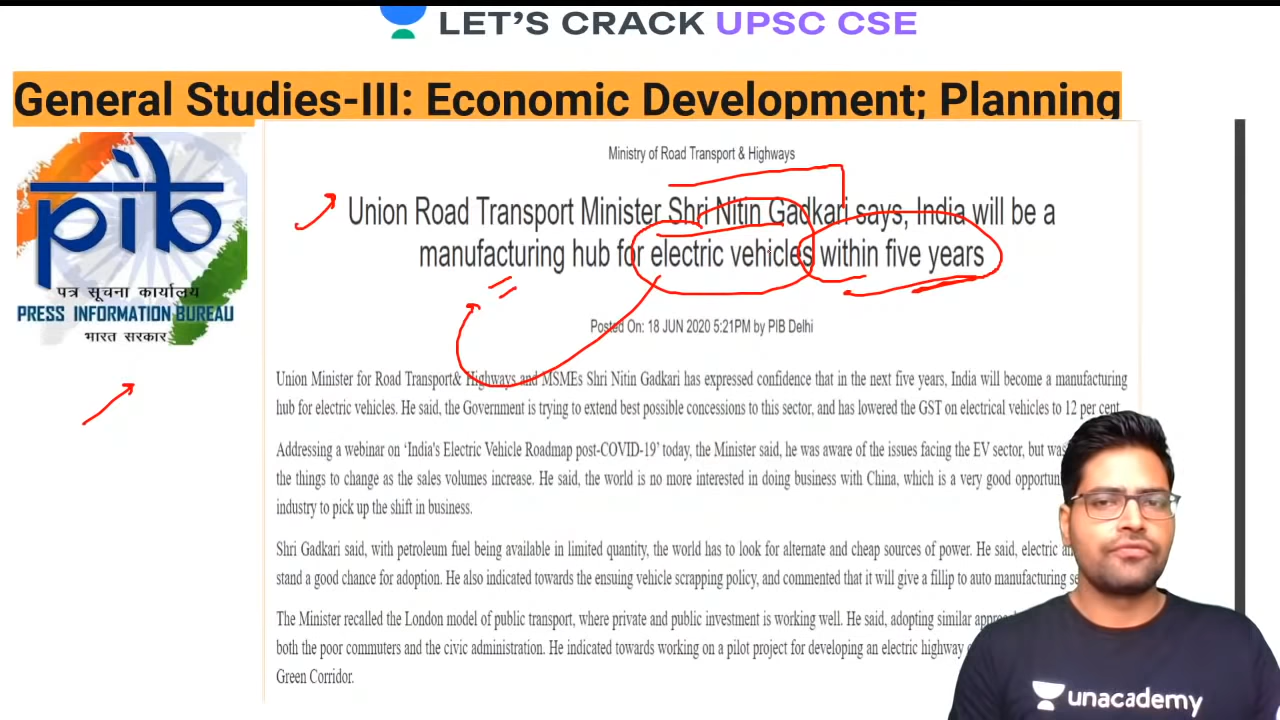 LET'S CRACK UPSC CSE
General Studies-III: Economic Development; Planning
pib
पत्र सूचना कार्यालय
PRESS INFORMATION BUREAU
भारत सरकार
Ministry of Road Transport & Highways
Union Road Transport Minister Shri Nitin Gadkari says, India will be a
manufacturing hub for electric vehicles within five years
Posted On: 18 JUN 2020 5:21PM by PIB Delhi
Union Minister for Road Transport& Highways and MSMEs Shri Nitin Gadkari has expressed confidence that in the next five years, India will become a manufacturing
hub for electric vehicles. He said, the Government is trying to extend best possible concessions to this sector, and has lowered the GST on electrical vehicles to 12 per cent.
Addressing a webinar on 'India's Electric Vehicle Roadmap post-COVID-19' today, the Minister said, he was aware of the issues facing the EV sector, but
the things to change as the sales volumes increase. He said, the world is no more interested in doing business with China, which is a very good
industry to pick up the shift in business.
Shri Gadkari said, with petroleum fuel being available in limited quantity, the world has to look for alternate and cheap sources of power. He said, electric
stand a good chance for adoption. He also indicated towards the ensuing vehicle scrapping policy, and commented that it will give a fillip to auto manufacturing
The Minister recalled the London model of public transport, where private and public investment is working well. He said, adopting similar
both the poor commuters and the civic administration. He indicated towards working on a pilot project for developing an electric highway
Green Corridor.
unacademy